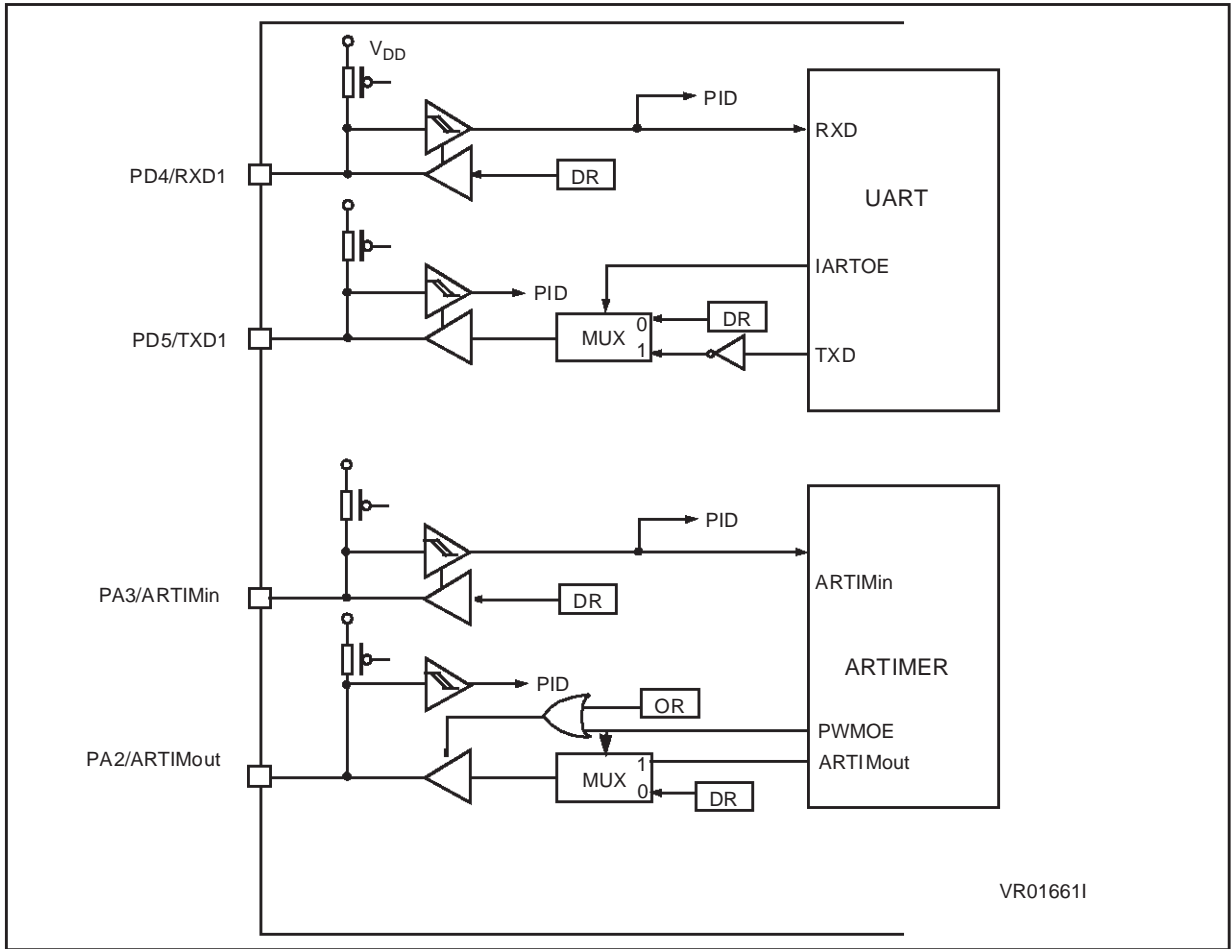 VDD
PID
RXD
PD4/RXD1
DR
UART
IARTOE
PID
DR
PD5/TXD1
MUX
0
1
TXD
PID
ARTIMin
PA3/ARTIMin
DR
ARTIMER
PID
OR
PWMOE
PA2/ARTIMout
MUX
1
0
ARTIMout
DR
VR01661I